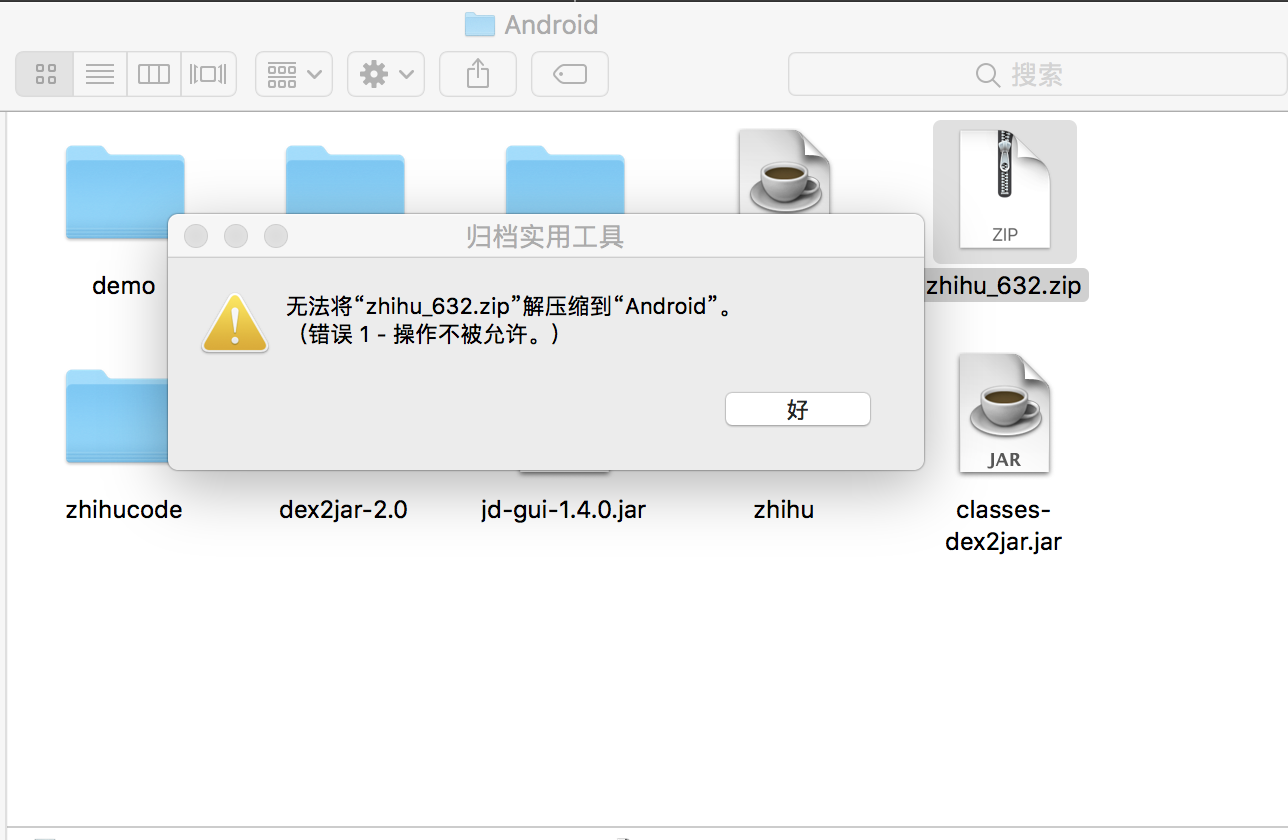 Android
搜索
ZIP
demo
zhihu_632.zip
归档实用工具
无法将“zhihu_632.zip”解压缩到“Android”。
（错误 1 - 操作不被允许。）
好
JAR
zhihucode
dex2jar-2.0
jd-gui-1.4.0.jar
zhihu
classes-
dex2jar.jar